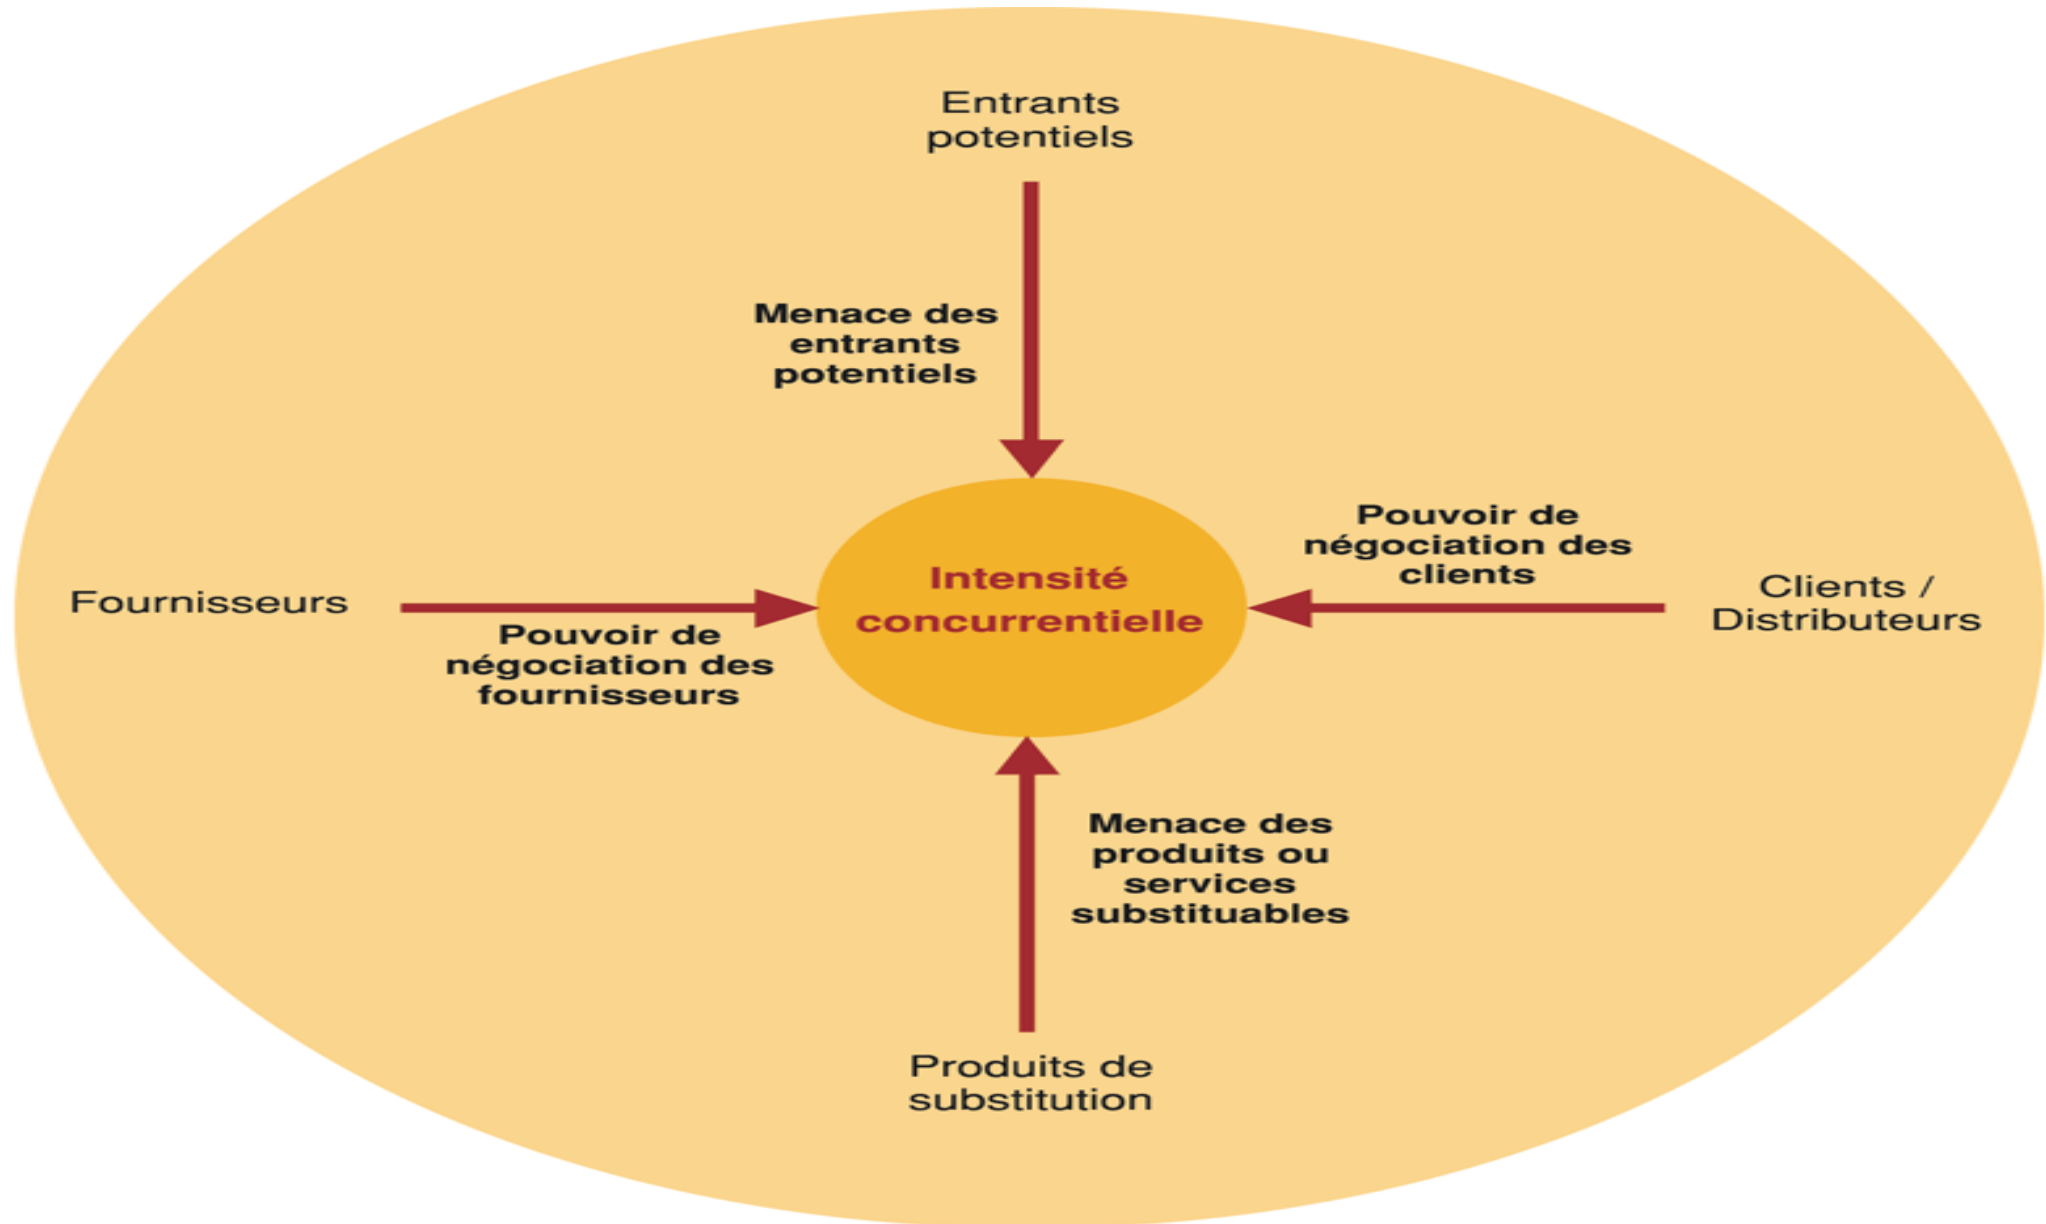 Entrants
potentiels
Menace des
entrants
potentiels
Pouvoir de
négociation des
clients
Intensité
concurrentielle
Fournisseurs
Clients /
Distributeurs
Pouvoir de
négociation des
fournisseurs
Menace des
produits ou
services
substituables
Produits de
substitution